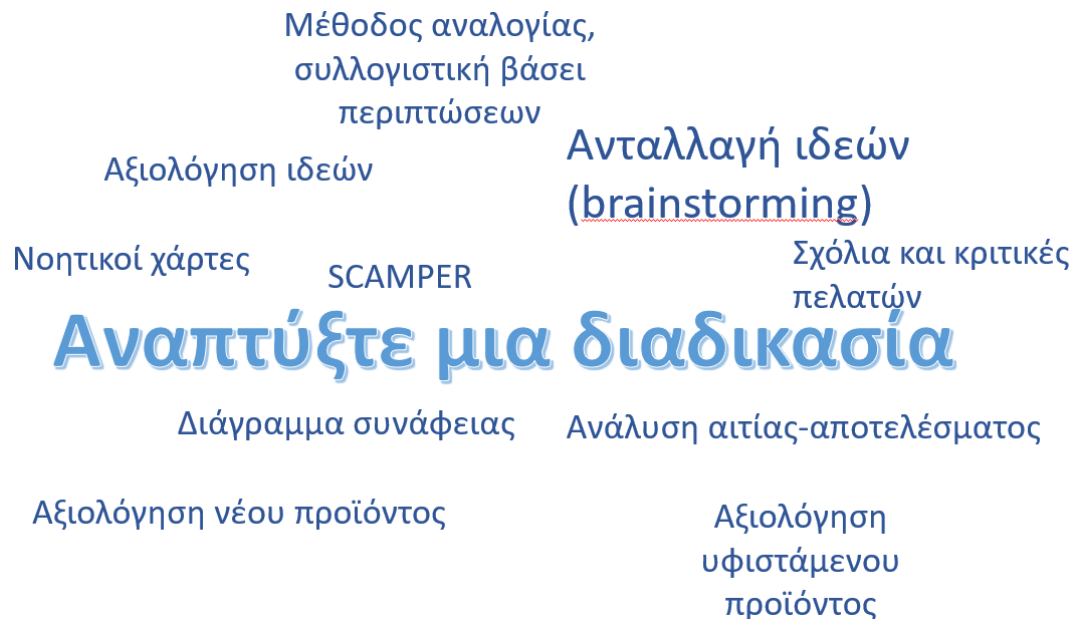 Μέθοδος αναλογίας,
συλλογιστική βάσει
περιπτώσεων
Ανταλλαγή ιδεών
(brainstorming)
Αξιολόγηση ιδεών
Νοητικοί χάρτες
SCAMPER
Σχόλια και κριτικές
πελατών
Αναπτύξτε μια διαδικασία
Διάγραμμα συνάφειας
Ανάλυση αιτίας-αποτελέσματος
Αξιολόγηση νέου προϊόντος
Αξιολόγηση
υφιστάμενου
προϊόντος